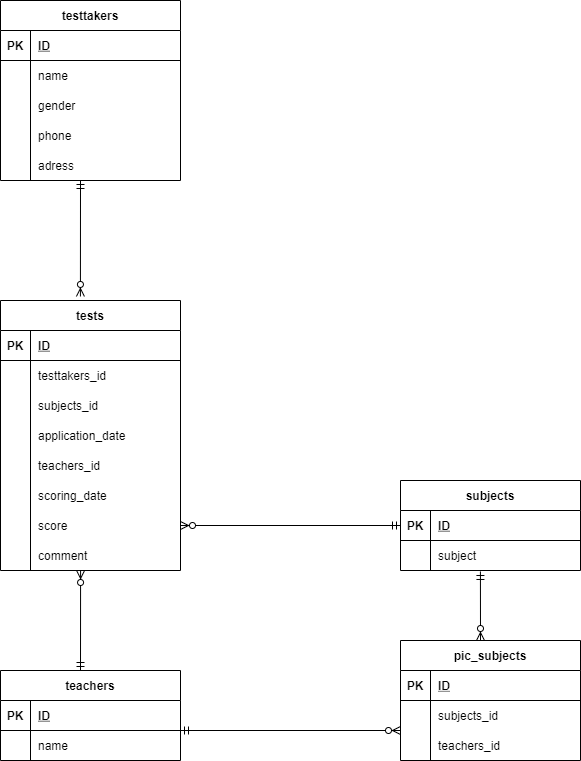 testtakers
PK ID
name
gender
phone
adress
tests
PK ID
testtakers_id
subjects_id
application_date
teachers_id
scoring_date
score
comment
subjects
PK ID
subject
teachers
PK ID
name
pic_subjects
PK ID
subjects_id
teachers_id